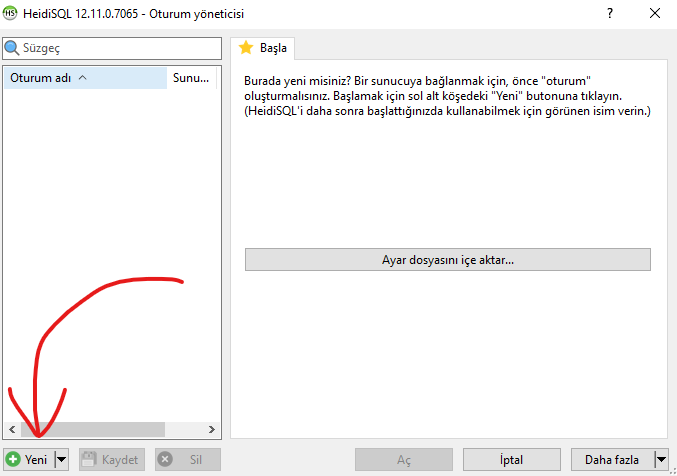 HeidiSQL 12.11.0.7065 - Oturum yöneticisi
Süzgeç
Oturum adı
Sunu...
Başla
Burada yeni misiniz? Bir sunucuya bağlanmak için, önce "oturum"
oluşturmalısınız. Başlamak için sol alt köşedeki "Yeni" butonuna tıklayın.
(HeidiSQL'i daha sonra başlattığınızda kullanabilmek için görünen isim verin.)
Ayar dosyasını içe aktar...
Yeni
Kaydet
Sil
Aç
İptal
Daha fazla